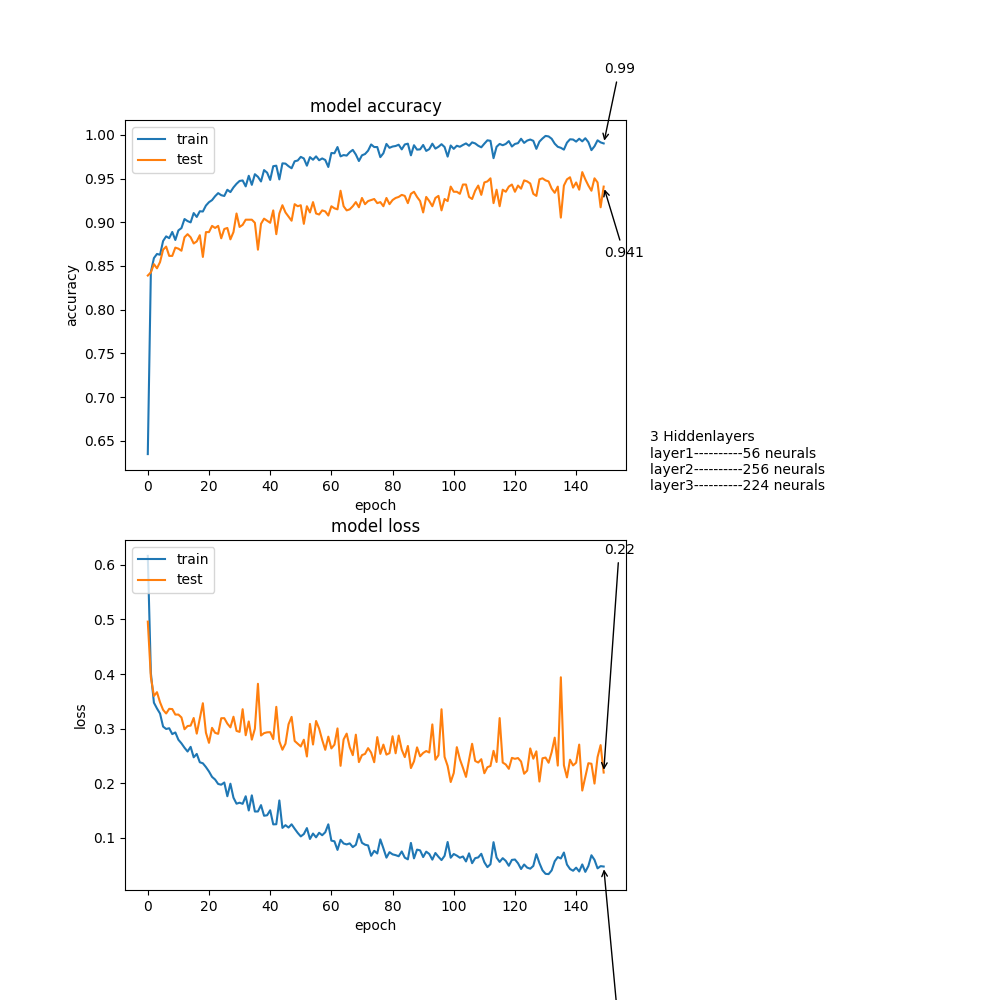 0.99
model accuracy
train
test
1.00
0.95
0.90
0.85
0.80
0.75
0.70
0.65
accuracy
0.941
0 20 40 60 80 100 120 140
epoch
3 Hiddenlayers
layer1----------56 neurals
layer2----------256 neurals
layer3----------224 neurals
model loss
0.22
train
test
0.6
0.5
0.4
0.3
0.2
0.1
loss
0 20 40 60 80 100 120 140
epoch